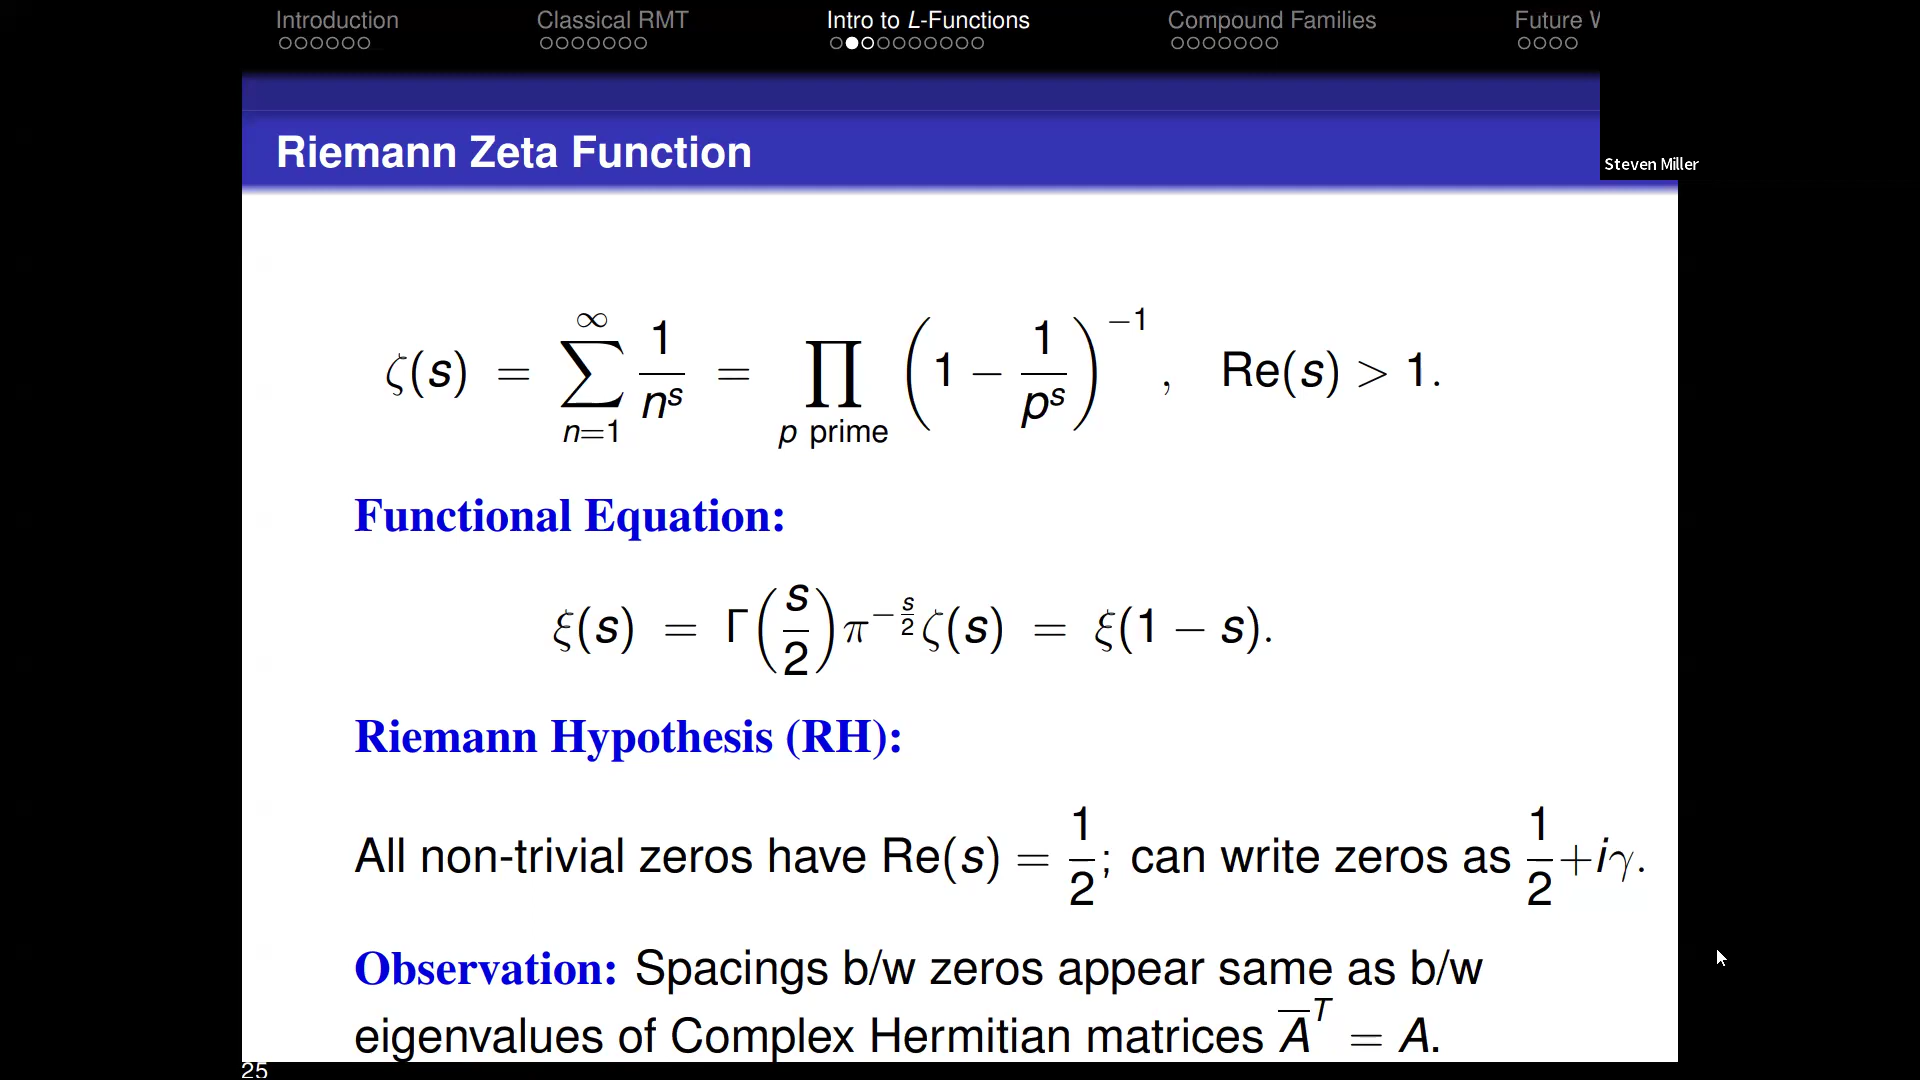 Introduction Classical RMT Intro to L-Functions Compound Families Future W
Riemann Zeta Function
Steven Miller
ζ(s) = ∑_{n=1}^{∞} 1/n^s = ∏_{p prime} (1 − 1/p^s)^{−1}, Re(s) > 1.
Functional Equation:
ξ(s) = Γ(s/2) π^{−s/2} ζ(s) = ξ(1 − s).
Riemann Hypothesis (RH):
All non-trivial zeros have Re(s) = 1/2; can write zeros as 1/2+iγ.
Observation: Spacings b/w zeros appear same as b/w
eigenvalues of Complex Hermitian matrices A̅^T = A.
25